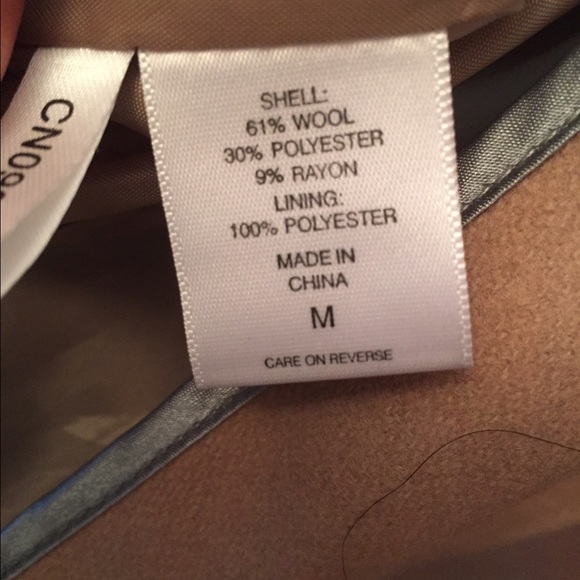 SHELL:
61% WOOL
30% POLYESTER
9% RAYON
LINING:
100% POLYESTER
MADE IN
CHINA
M
CARE ON REVERSE